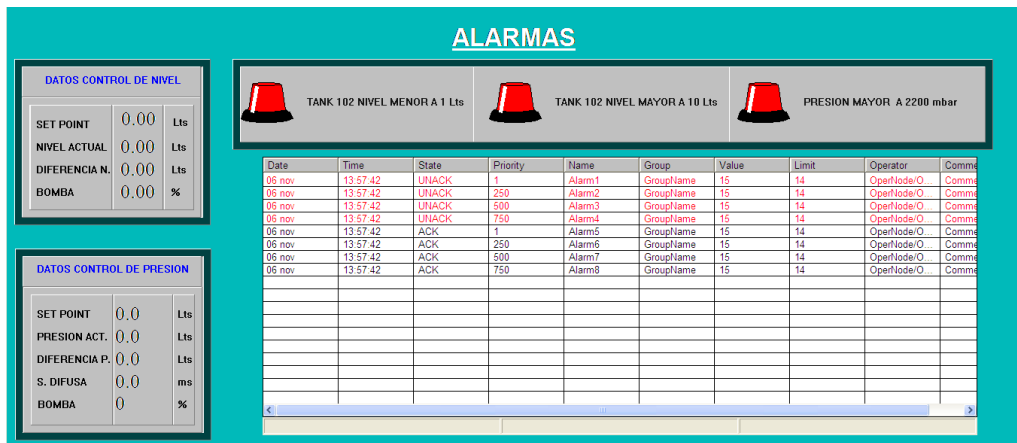 ALARMAS
DATOS CONTROL DE NIVEL
SET POINT 0.00 Lts
NIVEL ACTUAL 0.00 Lts
DIFERENCIA N. 0.00 Lts
BOMBA 0.00 %
TANK 102 NIVEL MENOR A 1 Lts
TANK 102 NIVEL MAYOR A 10 Lts
PRESION MAYOR A 2200 mbar
Date Time State Priority Name Group Value Limit Operator Comme
06 nov 13:57:42 UNACK 1 Alarm1 GroupName 15 14 OperNode/O... Comme
06 nov 13:57:42 UNACK 250 Alarm2 GroupName 15 14 OperNode/O... Comme
06 nov 13:57:42 UNACK 500 Alarm3 GroupName 15 14 OperNode/O... Comme
06 nov 13:57:42 UNACK 750 Alarm4 GroupName 15 14 OperNode/O... Comme
06 nov 13:57:42 ACK 1 Alarm5 GroupName 15 14 OperNode/O... Comme
06 nov 13:57:42 ACK 250 Alarm6 GroupName 15 14 OperNode/O... Comme
06 nov 13:57:42 ACK 500 Alarm7 GroupName 15 14 OperNode/O... Comme
06 nov 13:57:42 ACK 750 Alarm8 GroupName 15 14 OperNode/O... Comme
DATOS CONTROL DE PRESION
SET POINT 0.0 Lts
PRESION ACT. 0.0 Lts
DIFERENCIA P. 0.0 Lts
S. DIFUSA 0.0 ms
BOMBA 0 %